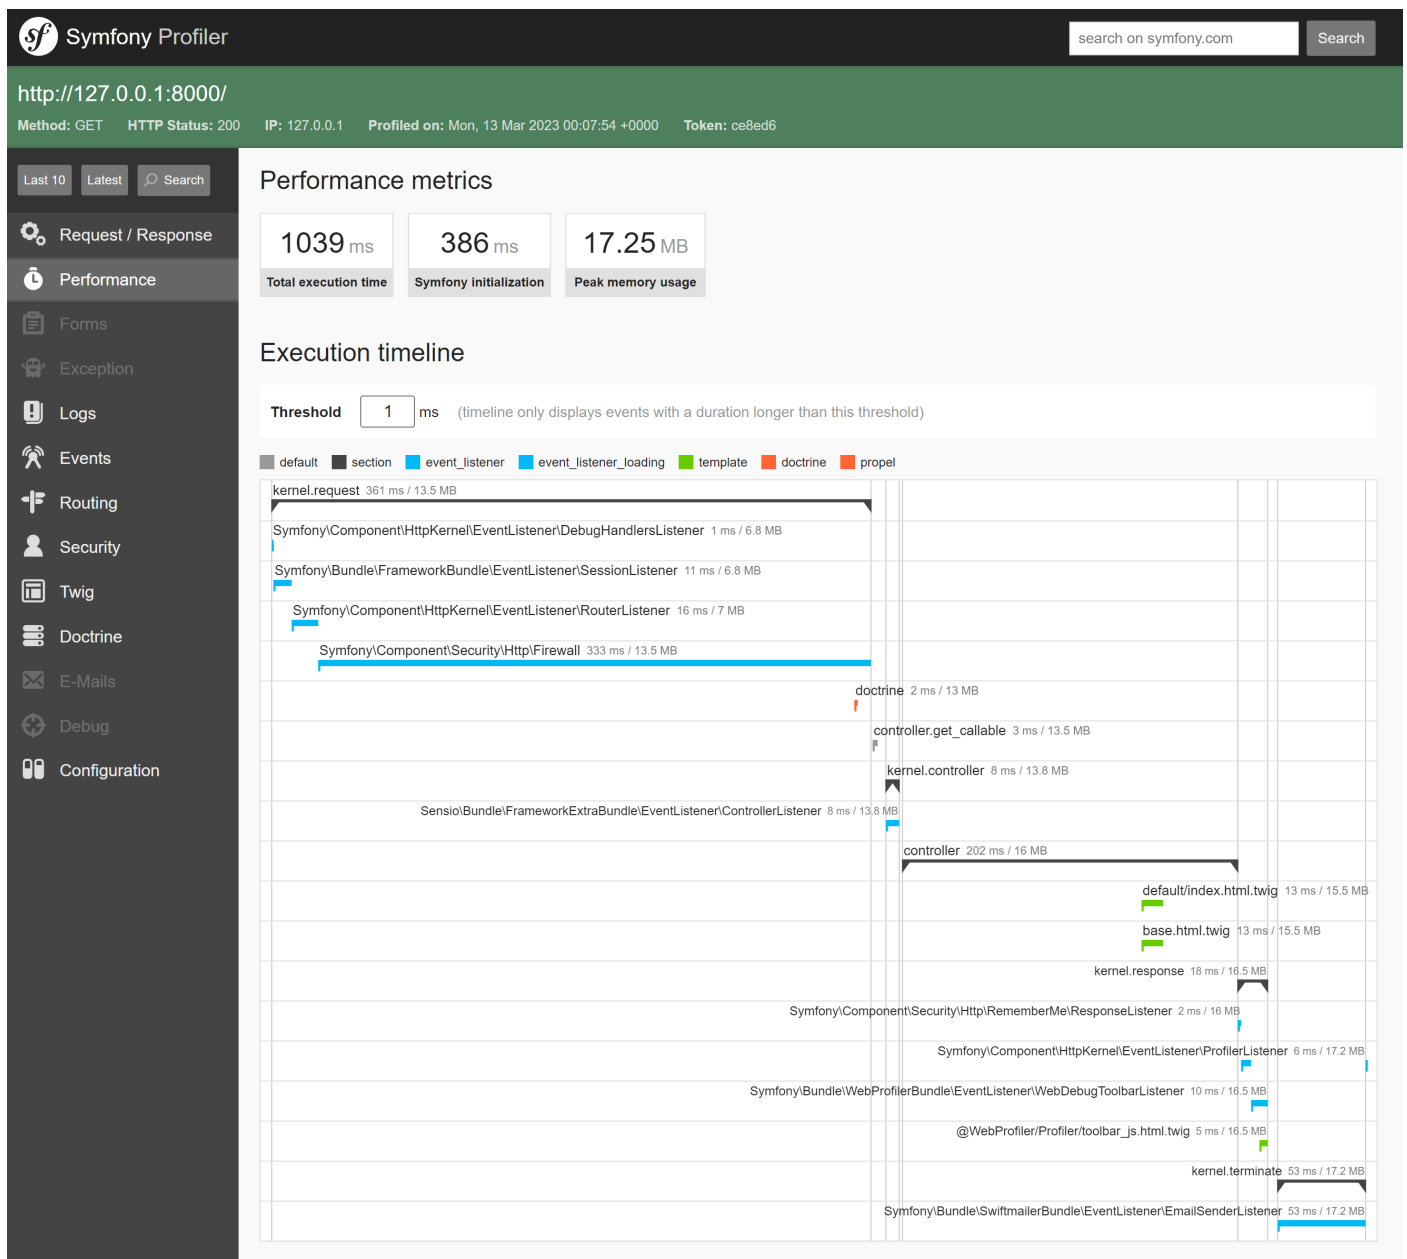 sf Symfony Profiler
search on symfony.com Search
http://127.0.0.1:8000/
Method: GET HTTP Status: 200 IP: 127.0.0.1 Profiled on: Mon, 13 Mar 2023 00:07:54 +0000 Token: ce8ed6
Last 10 Latest Search
Request / Response
Performance
Forms
Exception
Logs
Events
Routing
Security
Twig
Doctrine
E-Mails
Debug
Configuration
Performance metrics
1039 ms
Total execution time
386 ms
Symfony initialization
17.25 MB
Peak memory usage
Execution timeline
Threshold 1 ms (timeline only displays events with a duration longer than this threshold)
default section event_listener event_listener_loading template doctrine propel
kernel.request 361 ms / 13.5 MB
Symfony\Component\HttpKernel\EventListener\DebugHandlersListener 1 ms / 6.8 MB
Symfony\Bundle\FrameworkBundle\EventListener\SessionListener 11 ms / 6.8 MB
Symfony\Component\HttpKernel\EventListener\RouterListener 16 ms / 7 MB
Symfony\Component\Security\Http\Firewall 333 ms / 13.5 MB
doctrine 2 ms / 13 MB
controller.get_callable 3 ms / 13.5 MB
kernel.controller 8 ms / 13.8 MB
Sensio\Bundle\FrameworkExtraBundle\EventListener\ControllerListener 8 ms / 13.8 MB
controller 202 ms / 16 MB
default/index.html.twig 13 ms / 15.5 MB
base.html.twig 13 ms / 15.5 MB
kernel.response 18 ms / 16.5 MB
Symfony\Component\Security\Http\RememberMe\ResponseListener 2 ms / 16 MB
Symfony\Component\HttpKernel\EventListener\ProfilerListener 6 ms / 17.2 MB
Symfony\Bundle\WebProfilerBundle\EventListener\WebDebugToolbarListener 10 ms / 16.5 MB
@WebProfiler/Profiler/toolbar_js.html.twig 5 ms / 16.5 MB
kernel.terminate 53 ms / 17.2 MB
Symfony\Bundle\SwiftmailerBundle\EventListener\EmailSenderListener 53 ms / 17.2 MB